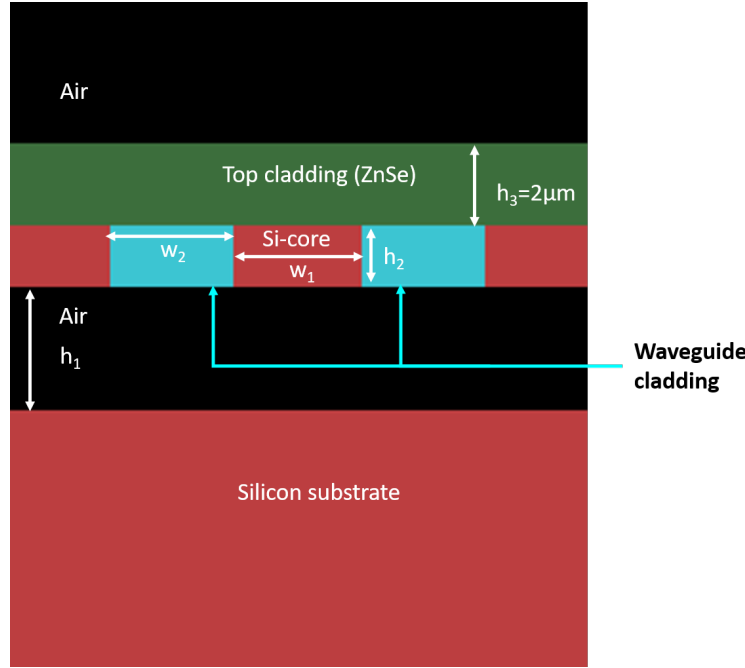 Air
Top cladding (ZnSe)
h₃=2μm
Si-core
w₂
w₁
h₂
Air
h₁
Waveguide
cladding
Silicon substrate